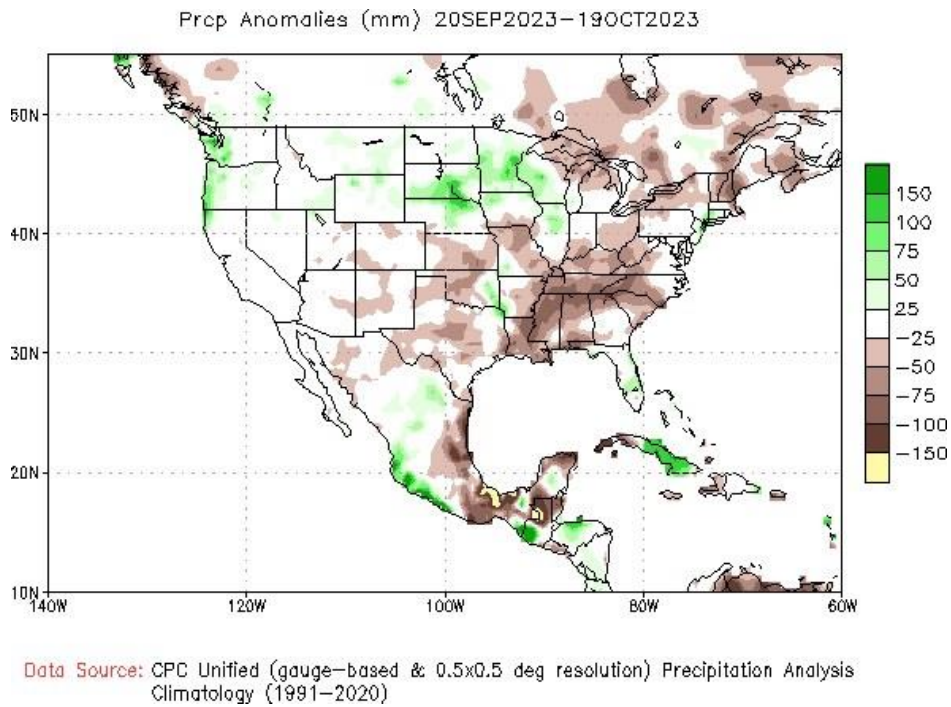 Prcp Anomalies (mm) 20SEP2023-19OCT2023
50N
40N
30N
20N
10N
140W 120W 100W 80W 60W
150
100
75
50
25
-25
-50
-75
-100
-150
Data Source: CPC Unified (gauge-based & 0.5x0.5 deg resolution) Precipitation Analysis
Climatology (1991-2020)